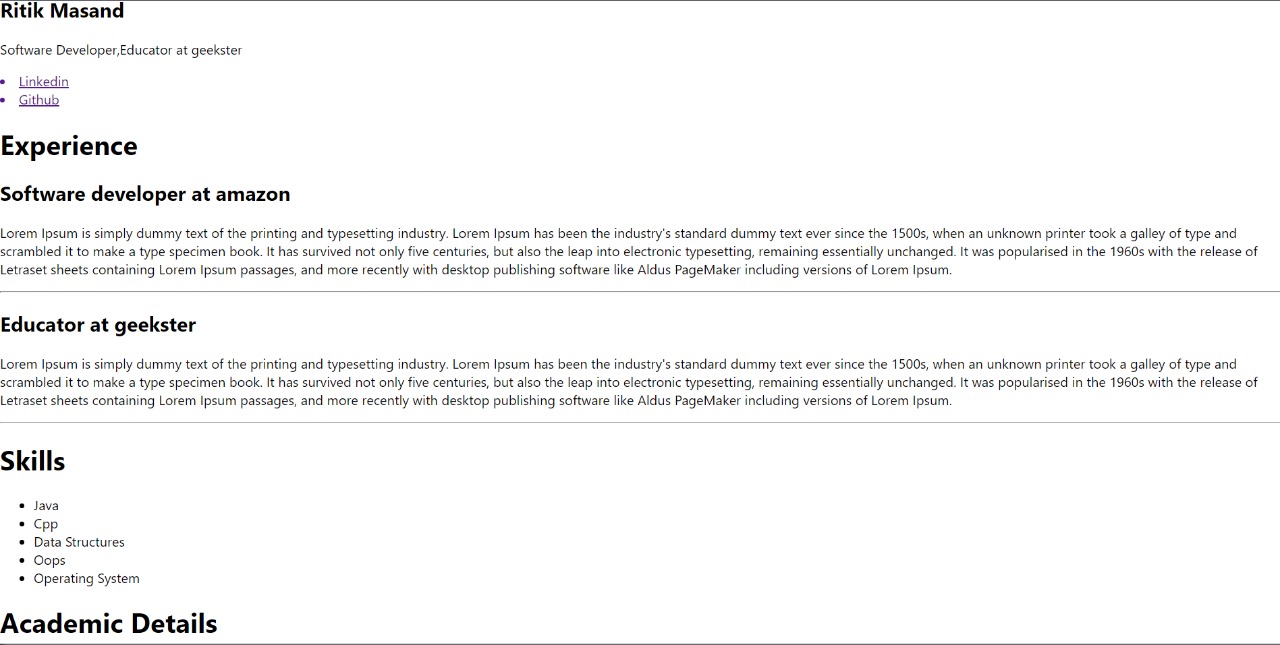 Ritik Masand
Software Developer,Educator at geekster
Linkedin
Github
Experience
Software developer at amazon
Lorem Ipsum is simply dummy text of the printing and typesetting industry. Lorem Ipsum has been the industry's standard dummy text ever since the 1500s, when an unknown printer took a galley of type and
scrambled it to make a type specimen book. It has survived not only five centuries, but also the leap into electronic typesetting, remaining essentially unchanged. It was popularised in the 1960s with the release of
Letraset sheets containing Lorem Ipsum passages, and more recently with desktop publishing software like Aldus PageMaker including versions of Lorem Ipsum.
Educator at geekster
Lorem Ipsum is simply dummy text of the printing and typesetting industry. Lorem Ipsum has been the industry's standard dummy text ever since the 1500s, when an unknown printer took a galley of type and
scrambled it to make a type specimen book. It has survived not only five centuries, but also the leap into electronic typesetting, remaining essentially unchanged. It was popularised in the 1960s with the release of
Letraset sheets containing Lorem Ipsum passages, and more recently with desktop publishing software like Aldus PageMaker including versions of Lorem Ipsum.
Skills
Java
Cpp
Data Structures
Oops
Operating System
Academic Details